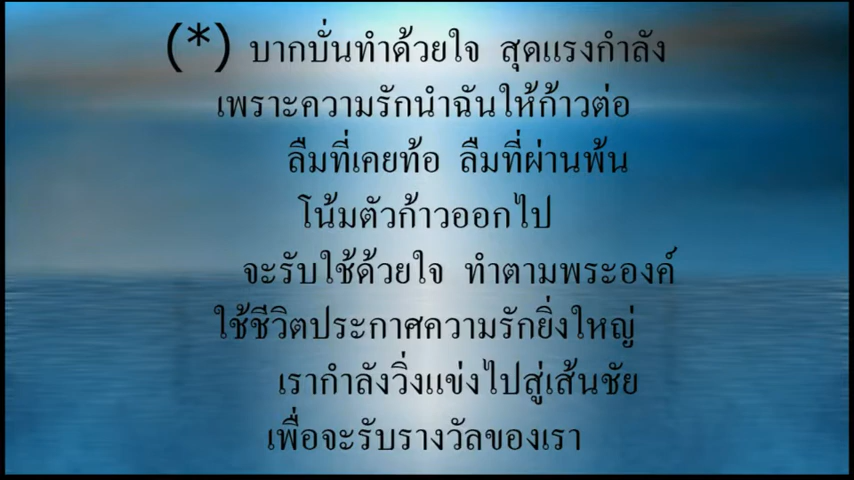 (*) บากบั่นทำด้วยใจ สุดแรงกำลัง
เพราะความรักนำฉันให้ก้าวต่อ
ลืมที่เคยท้อ ลืมที่ผ่านพ้น
โน้มตัวก้าวออกไป
จะรับใช้ด้วยใจ ทำตามพระองค์
ใช้ชีวิตประกาศความรักยิ่งใหญ่
เรากำลังวิ่งแข่งไปสู่เส้นชัย
เพื่อจะรับรางวัลของเรา